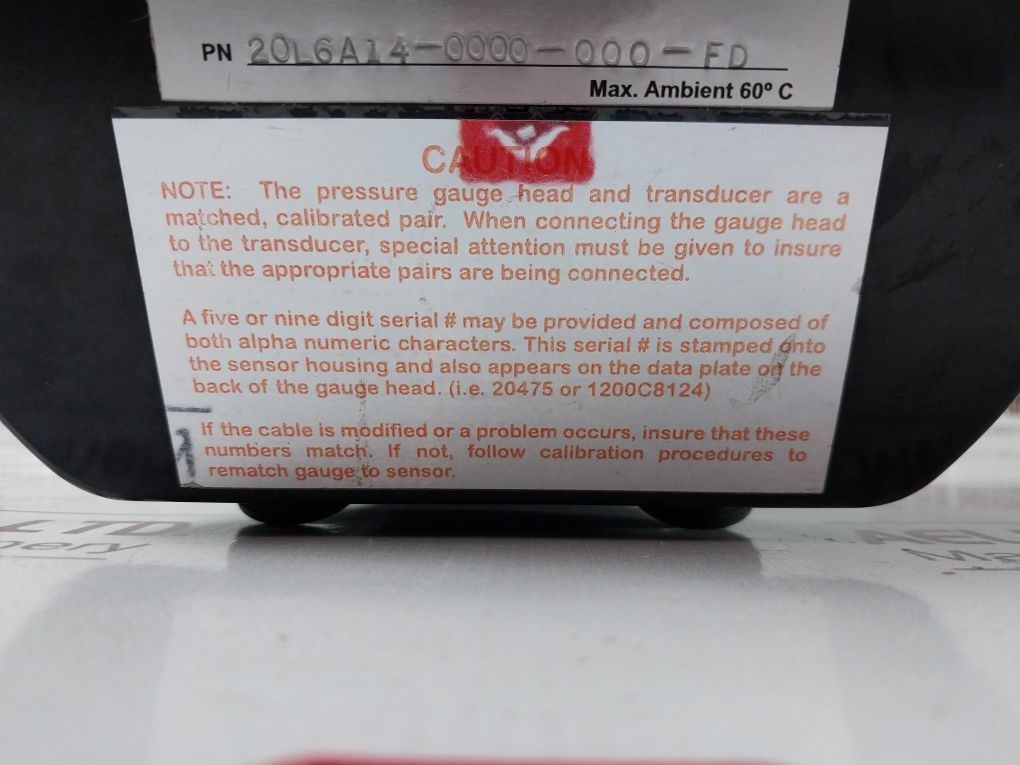 PN 20L6A14-0000-000-FD
Max. Ambient 60º C
CAUTION
NOTE: The pressure gauge head and transducer are a
matched, calibrated pair. When connecting the gauge head
to the transducer, special attention must be given to insure
that the appropriate pairs are being connected.
A five or nine digit serial # may be provided and composed of
both alpha numeric characters. This serial # is stamped onto
the sensor housing and also appears on the data plate on the
back of the gauge head. (i.e. 20475 or 1200C8124)
If the cable is modified or a problem occurs, insure that these
numbers match. If not, follow calibration procedures to
rematch gauge to sensor.
LTD